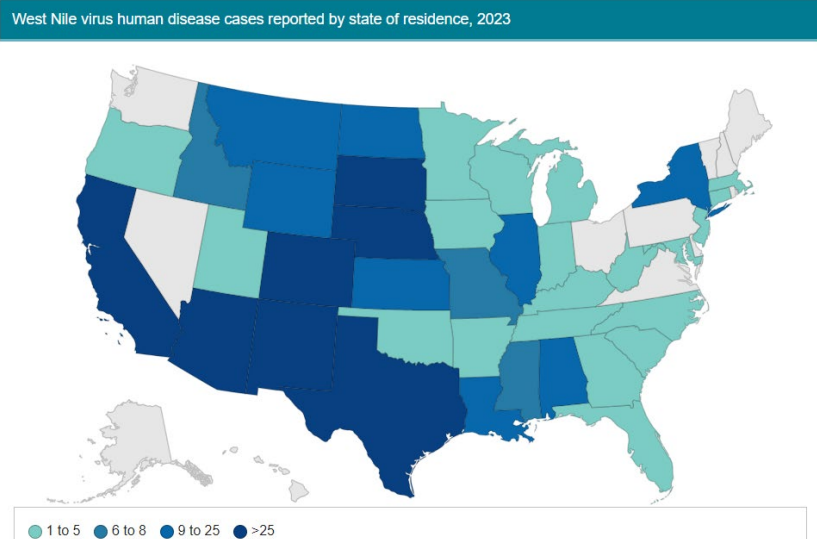 West Nile virus human disease cases reported by state of residence, 2023
1 to 5 6 to 8 9 to 25 >25